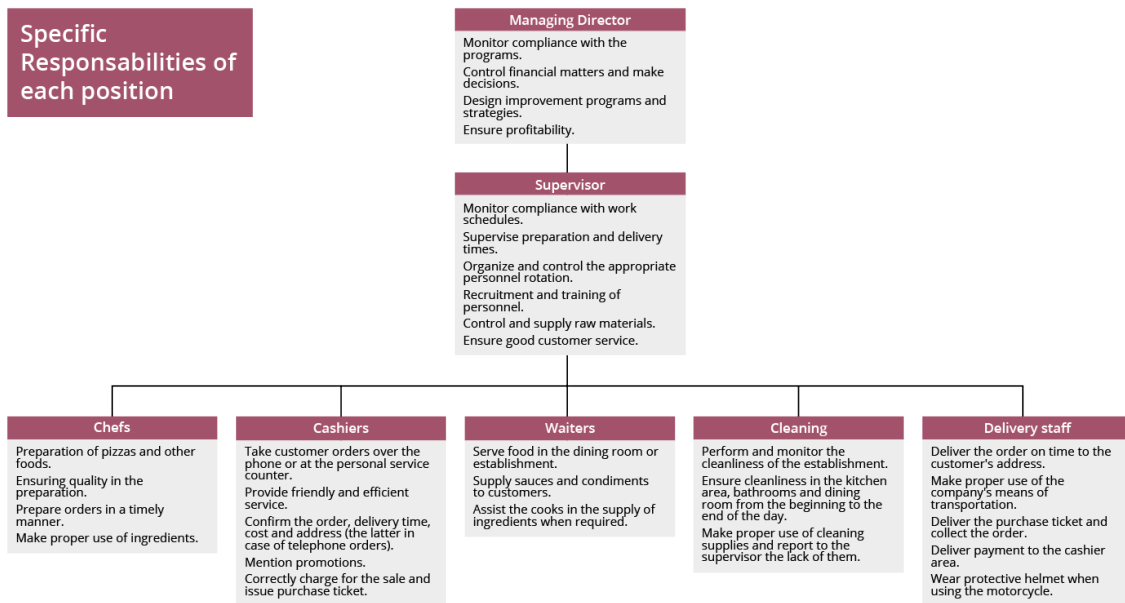 Specific
Responsabilities of
each position
Managing Director
Monitor compliance with the
programs.
Control financial matters and make
decisions.
Design improvement programs and
strategies.
Ensure profitability.
Supervisor
Monitor compliance with work
schedules.
Supervise preparation and delivery
times.
Organize and control the appropriate
personnel rotation.
Recruitment and training of
personnel.
Control and supply raw materials.
Ensure good customer service.
Chefs
Preparation of pizzas and other
foods.
Ensuring quality in the
preparation.
Prepare orders in a timely
manner.
Make proper use of ingredients.
Cashiers
Take customer orders over the
phone or at the personal service
counter.
Provide friendly and efficient
service.
Confirm the order, delivery time,
cost and address (the latter in
case of telephone orders).
Mention promotions.
Correctly charge for the sale and
issue purchase ticket.
Waiters
Serve food in the dining room or
establishment.
Supply sauces and condiments
to customers.
Assist the cooks in the supply of
ingredients when required.
Cleaning
Perform and monitor the
cleanliness of the establishment.
Ensure cleanliness in the kitchen
area, bathrooms and dining
room from the beginning to the
end of the day.
Make proper use of cleaning
supplies and report to the
supervisor the lack of them.
Delivery staff
Deliver the order on time to the
customer's address.
Make proper use of the
company's means of
transportation.
Deliver the purchase ticket and
collect the order.
Deliver payment to the cashier
area.
Wear protective helmet when
using the motorcycle.